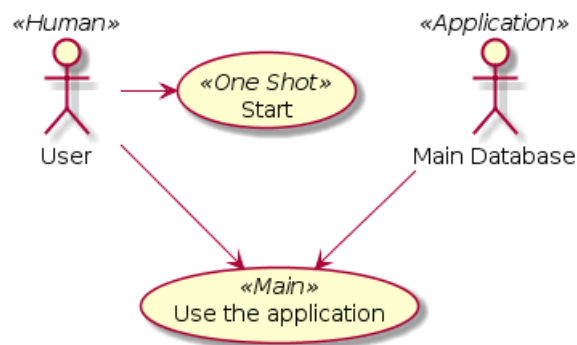 «Human»
User
«One Shot»
Start
«Application»
Main Database
«Main»
Use the application